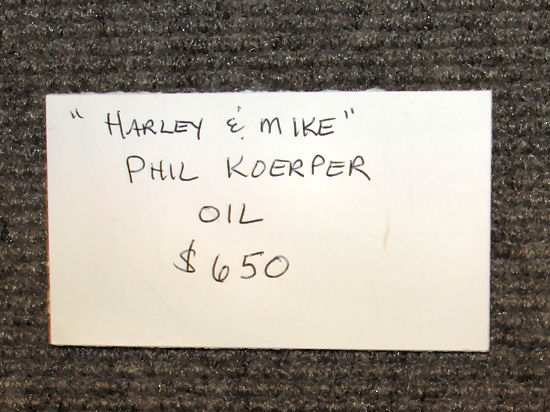 "HARLEY & MIKE"
PHIL KOERPER
OIL
$650